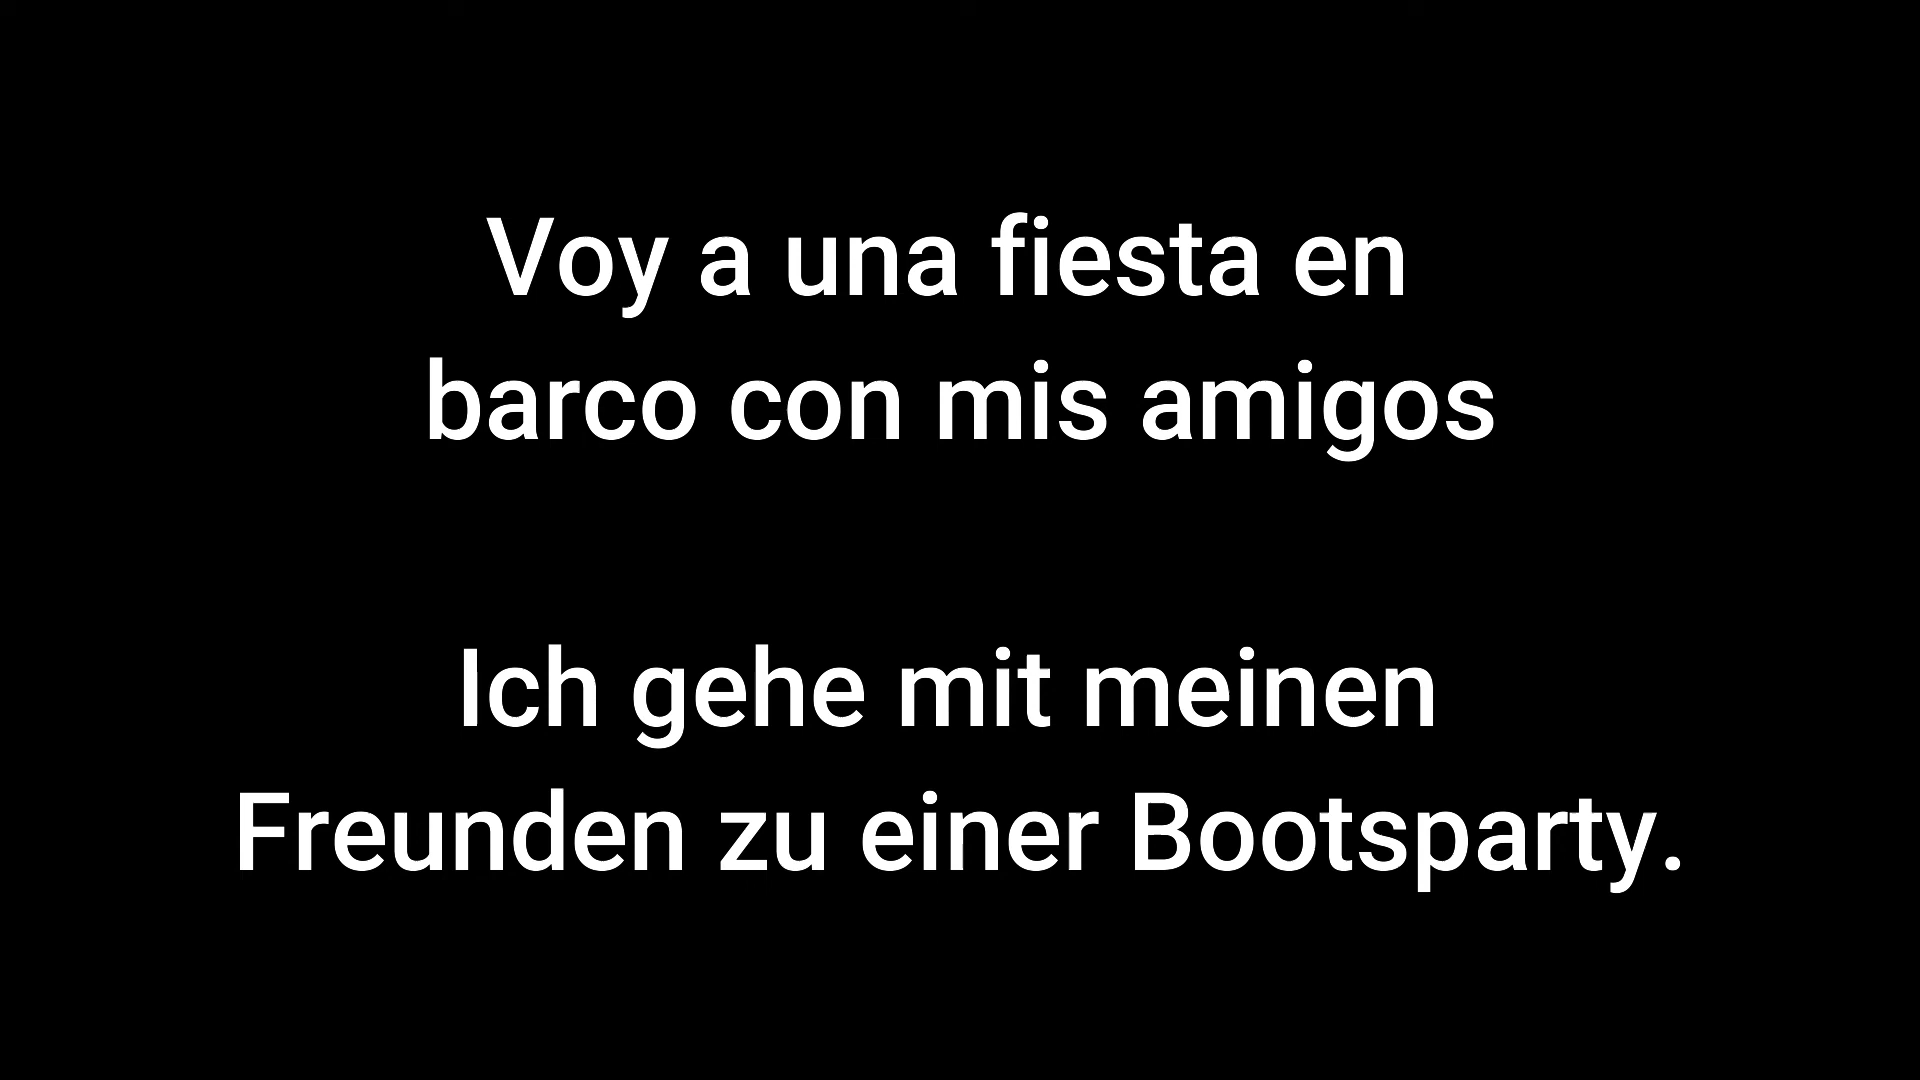 Voy a una fiesta en
barco con mis amigos
Ich gehe mit meinen
Freunden zu einer Bootsparty.